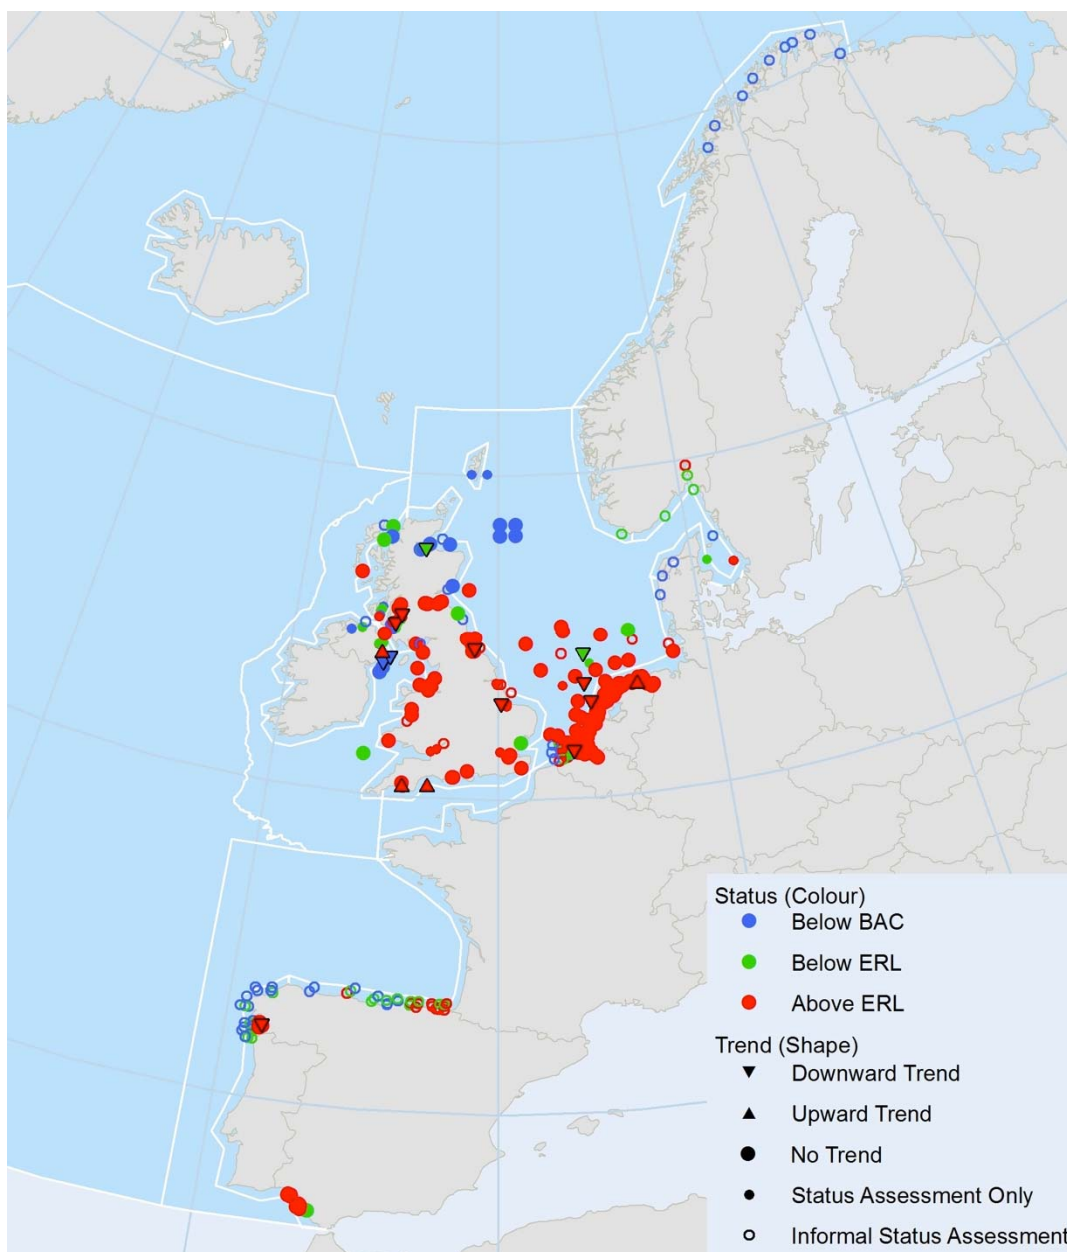 Status (Colour)
Below BAC
Below ERL
Above ERL
Trend (Shape)
Downward Trend
Upward Trend
No Trend
Status Assessment Only
Informal Status Assessment